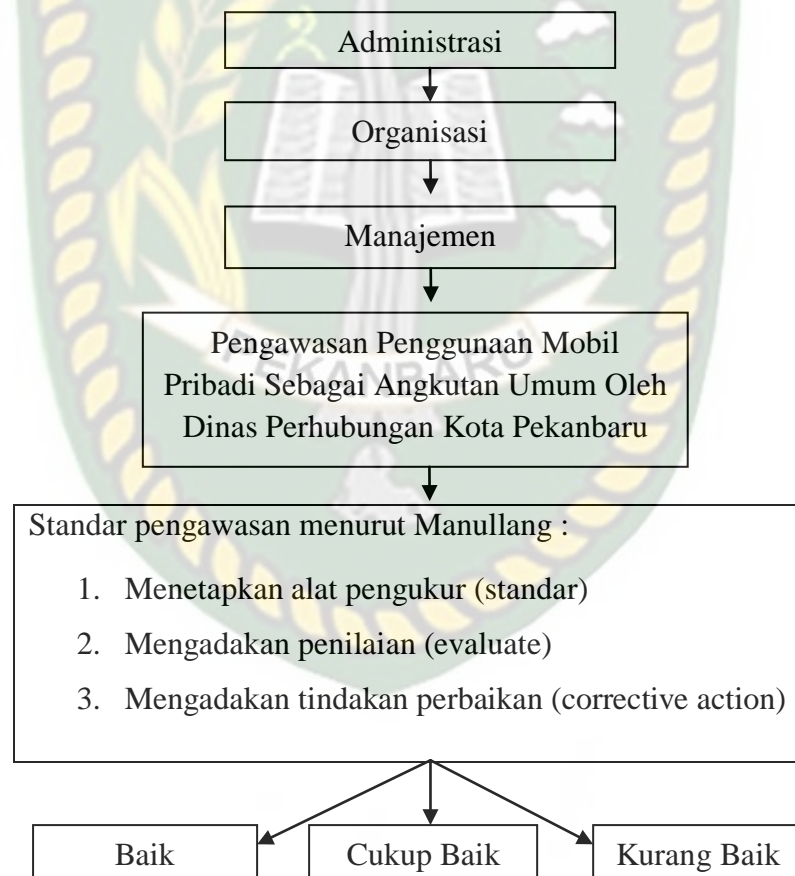 Administrasi
Organisasi
Manajemen
PEKANBARU
Pengawasan Penggunaan Mobil
Pribadi Sebagai Angkutan Umum Oleh
Dinas Perhubungan Kota Pekanbaru
Standar pengawasan menurut Manullang :
1. Menetapkan alat pengukur (standar)
2. Mengadakan penilaian (evaluate)
3. Mengadakan tindakan perbaikan (corrective action)
Baik
Cukup Baik
Kurang Baik